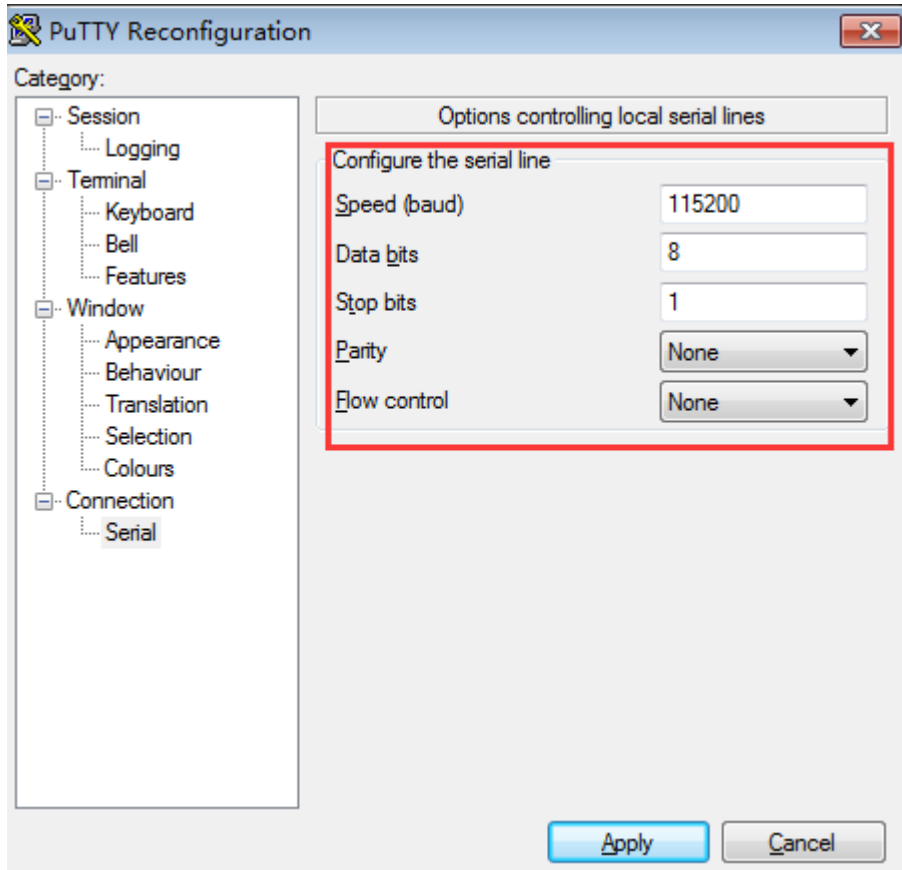 PuTTY Reconfiguration
Category:
Session
Logging
Terminal
Keyboard
Bell
Features
Window
Appearance
Behaviour
Translation
Selection
Colours
Connection
Serial
Options controlling local serial lines
Configure the serial line
Speed (baud) 115200
Data bits 8
Stop bits 1
Parity None
Flow control None
Apply Cancel